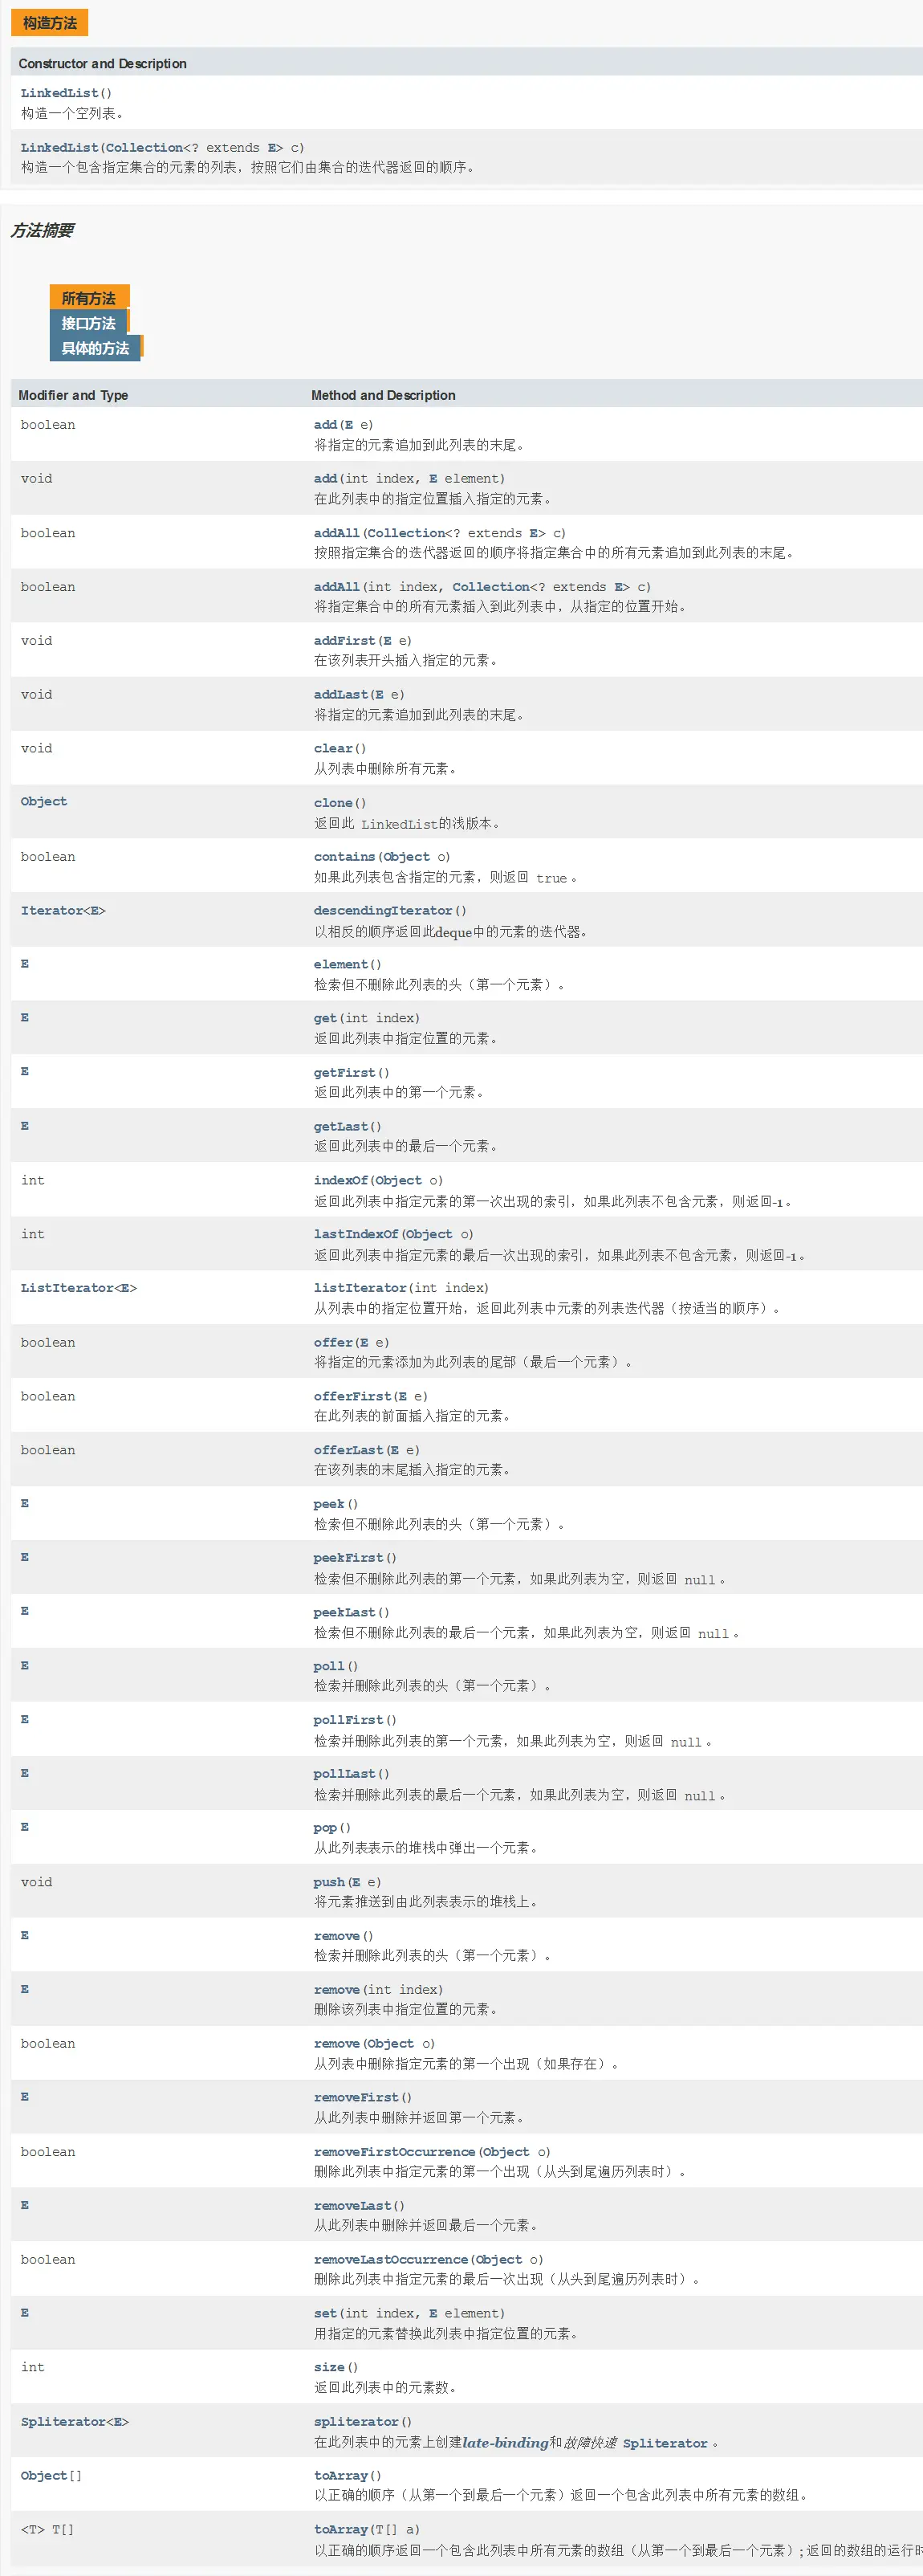 构造方法
Constructor and Description
LinkedList()
构造一个空列表。
LinkedList(Collection<? extends E> c)
构造一个包含指定集合的元素的列表，按照它们由集合的迭代器返回的顺序。
方法摘要
所有方法
接口方法
具体的方法
Modifier and Type Method and Description
boolean add(E e)
将指定的元素追加到此列表的末尾。
void add(int index, E element)
在此列表中的指定位置插入指定的元素。
boolean addAll(Collection<? extends E> c)
按照指定集合的迭代器返回的顺序将指定集合中的所有元素追加到此列表的末尾。
boolean addAll(int index, Collection<? extends E> c)
将指定集合中的所有元素插入到此列表中，从指定的位置开始。
void addFirst(E e)
在该列表开头插入指定的元素。
void addLast(E e)
将指定的元素追加到此列表的末尾。
void clear()
从列表中删除所有元素。
Object clone()
返回此 LinkedList的浅版本。
boolean contains(Object o)
如果此列表包含指定的元素，则返回 true 。
Iterator<E> descendingIterator()
以相反的顺序返回此deque中的元素的迭代器。
E element()
检索但不删除此列表的头（第一个元素）。
E get(int index)
返回此列表中指定位置的元素。
E getFirst()
返回此列表中的第一个元素。
E getLast()
返回此列表中的最后一个元素。
int indexOf(Object o)
返回此列表中指定元素的第一次出现的索引，如果此列表不包含元素，则返回-1。
int lastIndexOf(Object o)
返回此列表中指定元素的最后一次出现的索引，如果此列表不包含元素，则返回-1。
ListIterator<E> listIterator(int index)
从列表中的指定位置开始，返回此列表中元素的列表迭代器（按适当的顺序）。
boolean offer(E e)
将指定的元素添加为此列表的尾部（最后一个元素）。
boolean offerFirst(E e)
在此列表的前面插入指定的元素。
boolean offerLast(E e)
在该列表的末尾插入指定的元素。
E peek()
检索但不删除此列表的头（第一个元素）。
E peekFirst()
检索但不删除此列表的第一个元素，如果此列表为空，则返回 null 。
E peekLast()
检索但不删除此列表的最后一个元素，如果此列表为空，则返回 null 。
E poll()
检索并删除此列表的头（第一个元素）。
E pollFirst()
检索并删除此列表的第一个元素，如果此列表为空，则返回 null 。
E pollLast()
检索并删除此列表的最后一个元素，如果此列表为空，则返回 null 。
E pop()
从此列表表示的堆栈中弹出一个元素。
void push(E e)
将元素推送到由此列表表示的堆栈上。
E remove()
检索并删除此列表的头（第一个元素）。
E remove(int index)
删除该列表中指定位置的元素。
boolean remove(Object o)
从列表中删除指定元素的第一个出现（如果存在）。
E removeFirst()
从此列表中删除并返回第一个元素。
boolean removeFirstOccurrence(Object o)
删除此列表中指定元素的第一个出现（从头到尾遍历列表时）。
E removeLast()
从此列表中删除并返回最后一个元素。
boolean removeLastOccurrence(Object o)
删除此列表中指定元素的最后一次出现（从头到尾遍历列表时）。
E set(int index, E element)
用指定的元素替换此列表中指定位置的元素。
int size()
返回此列表中的元素数。
Spliterator<E> spliterator()
在此列表中的元素上创建late-binding和故障快速 Spliterator 。
Object[] toArray()
以正确的顺序（从第一个到最后一个元素）返回一个包含此列表中所有元素的数组。
<T> T[] toArray(T[] a)
以正确的顺序返回一个包含此列表中所有元素的数组（从第一个到最后一个元素）; 返回的数组的运行时